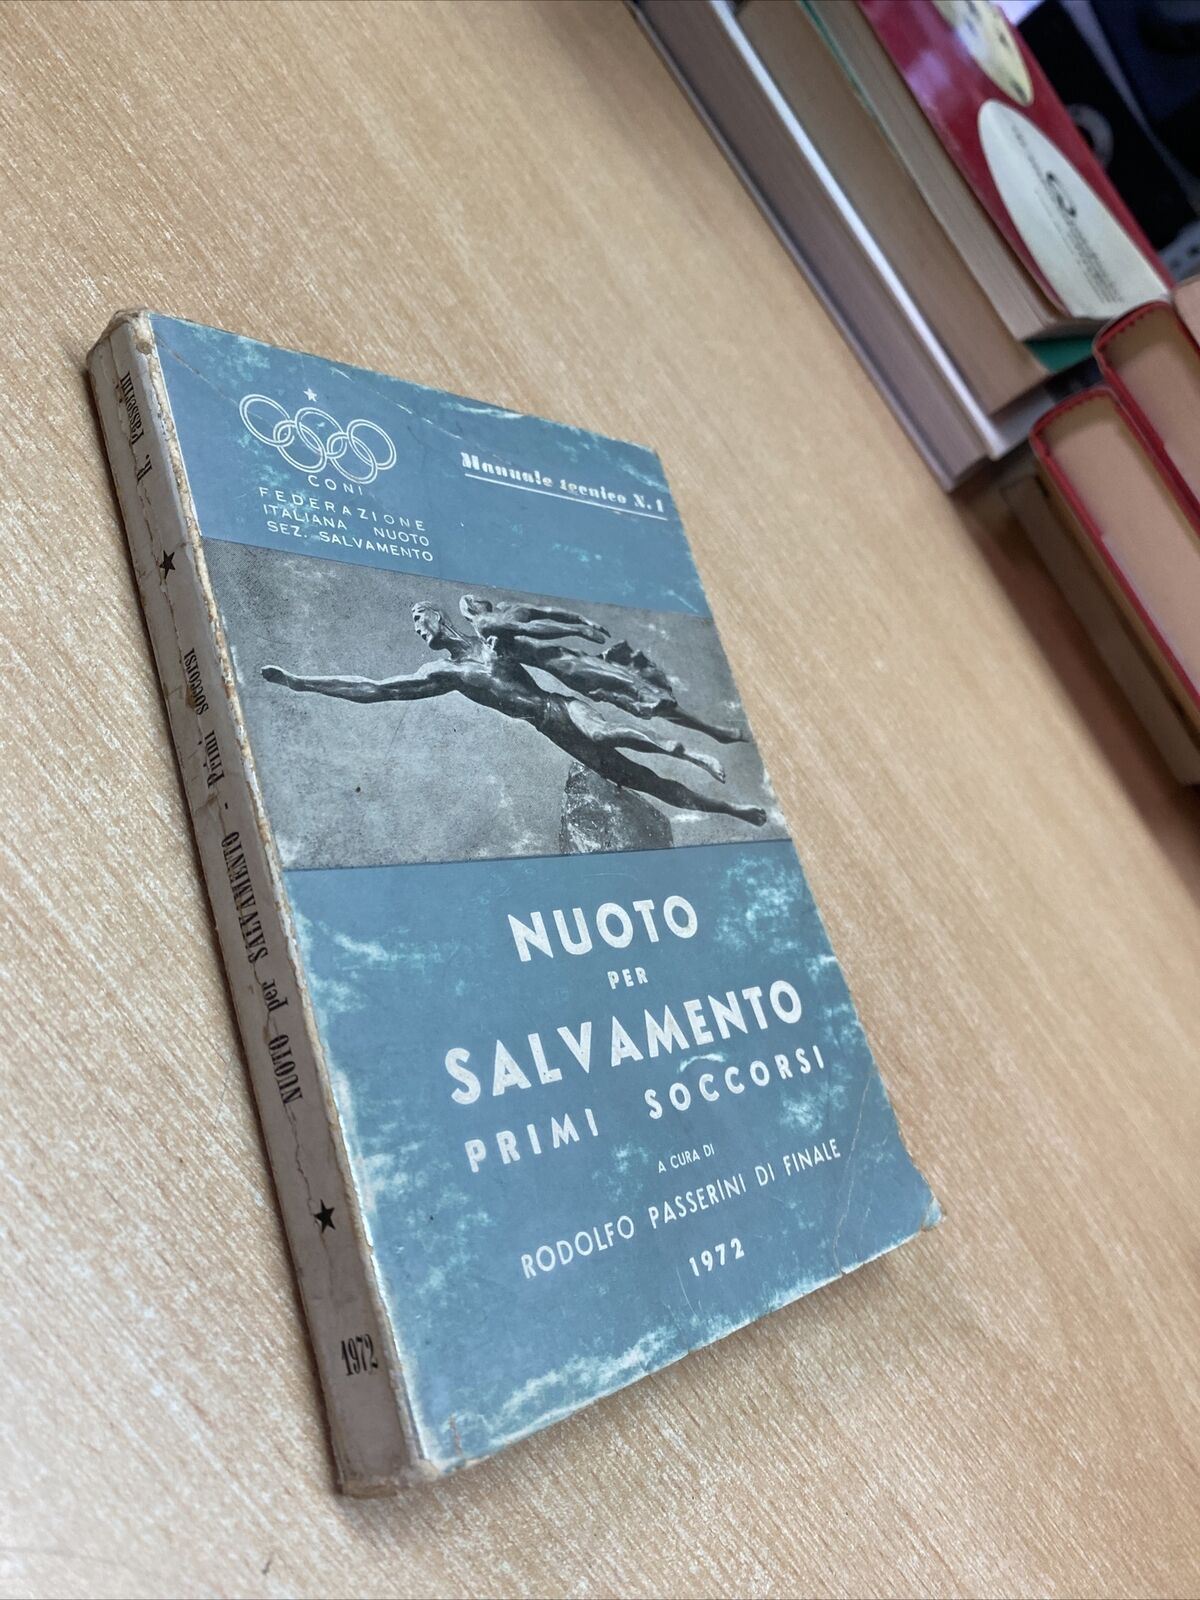 CONI
FEDERAZIONE
ITALIANA NUOTO
SEZ. SALVAMENTO
Manuale tecnico N. 1
NUOTO
PER
SALVAMENTO
PRIMI SOCCORSI
A CURA DI
RODOLFO PASSERINI DI FINALE
1972
R. Passerini ★ NUOTO per SALVAMENTO - Primi soccorsi ★ 1972